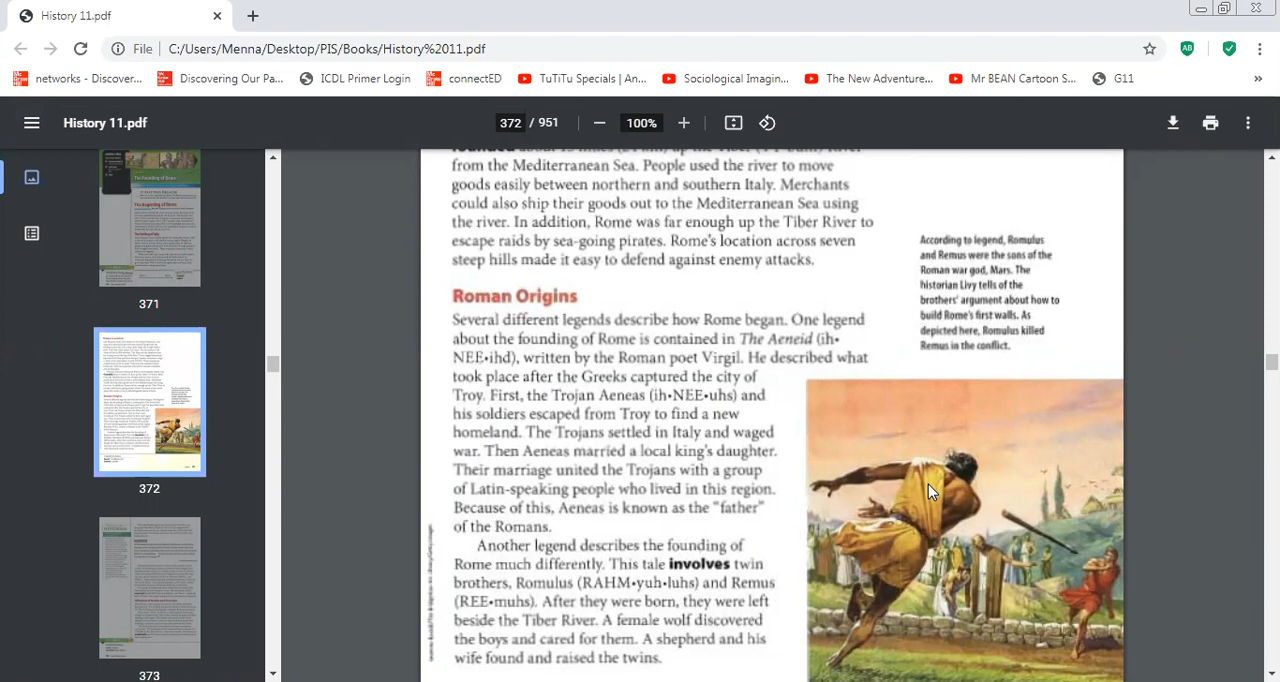 History 11.pdf
File | C:/Users/Menna/Desktop/PIS/Books/History%2011.pdf
AB
networks - Discover...
Discovering Our Pa...
ICDL Primer Login
ConnectED
TuTiTu Specials | An...
Sociological Imagin...
The New Adventure...
Mr BEAN Cartoon S...
G11
»
History 11.pdf
372 / 951
100%
371
372
373
from the Mediterranean Sea. People used the river to move
goods easily between northern and southern Italy. Merchants
could also ship their goods out to the Mediterranean Sea using
the river. In addition, Rome was far enough up the Tiber River to
escape raids by seagoing pirates. Rome's location across seven
steep hills made it easy to defend against enemy attacks.
Roman Origins
Several different legends describe how Rome began. One legend
about the founding of Rome is contained in The Aeneid (ih•
NEE•ihd), written by the Roman poet Virgil. He described what
took place after the Greeks captured the city of
Troy. First, the Trojan Aeneas (ih•NEE•uhs) and
his soldiers escaped from Troy to find a new
homeland. The Trojans settled in Italy and waged
war. Then Aeneas married a local king's daughter.
Their marriage united the Trojans with a group
of Latin-speaking people who lived in this region.
Because of this, Aeneas is known as the "father"
of the Romans.
Another legend describes the founding of
Rome much later. This tale involves twin
brothers, Romulus (RAHM•yuh•luhs) and Remus
(REE•muhs). After they were born, they were left
beside the Tiber River. A female wolf discovered
the boys and cared for them. A shepherd and his
wife found and raised the twins.
According to legend, Romulus
and Remus were the sons of the
Roman war god, Mars. The
historian Livy tells of the
brothers' argument about how to
build Rome's first walls. As
depicted here, Romulus killed
Remus in the conflict.